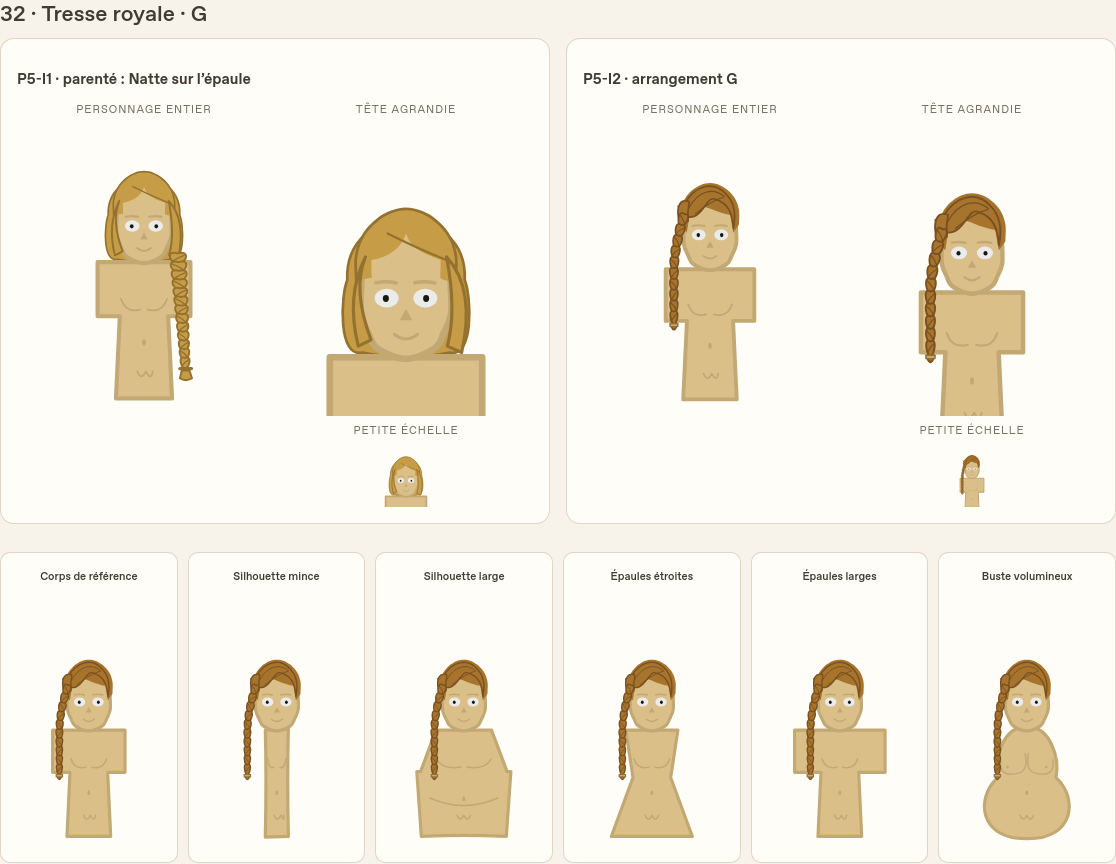 32 · Tresse royale · G
P5-I1 · parenté : Natte sur l’épaule
PERSONNAGE ENTIER
TÊTE AGRANDIE
PETITE ÉCHELLE
P5-I2 · arrangement G
PERSONNAGE ENTIER
TÊTE AGRANDIE
PETITE ÉCHELLE
Corps de référence
Silhouette mince
Silhouette large
Épaules étroites
Épaules larges
Buste volumineux